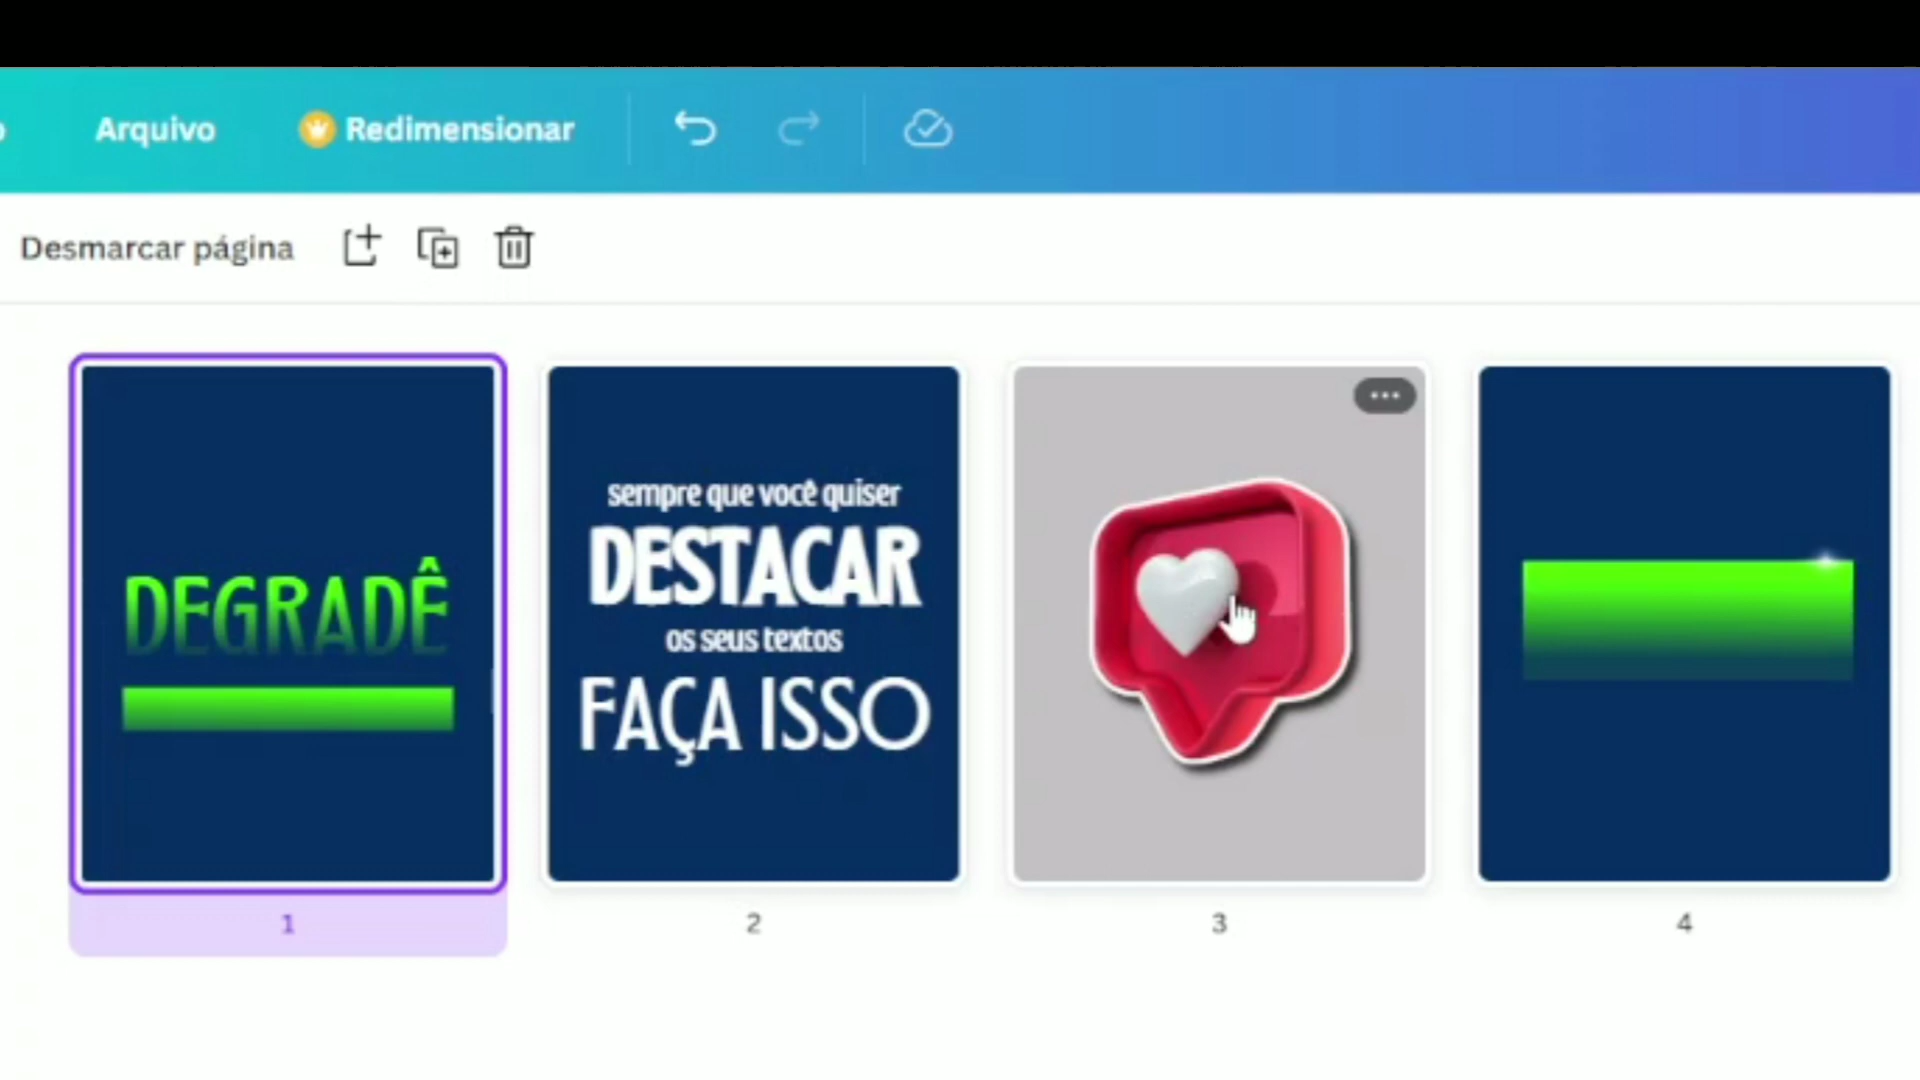 Arquivo
Redimensionar
Desmarcar página
DEGRADÊ
sempre que você quiser
DESTACAR
os seus textos
FAÇA ISSO
1
2
3
4